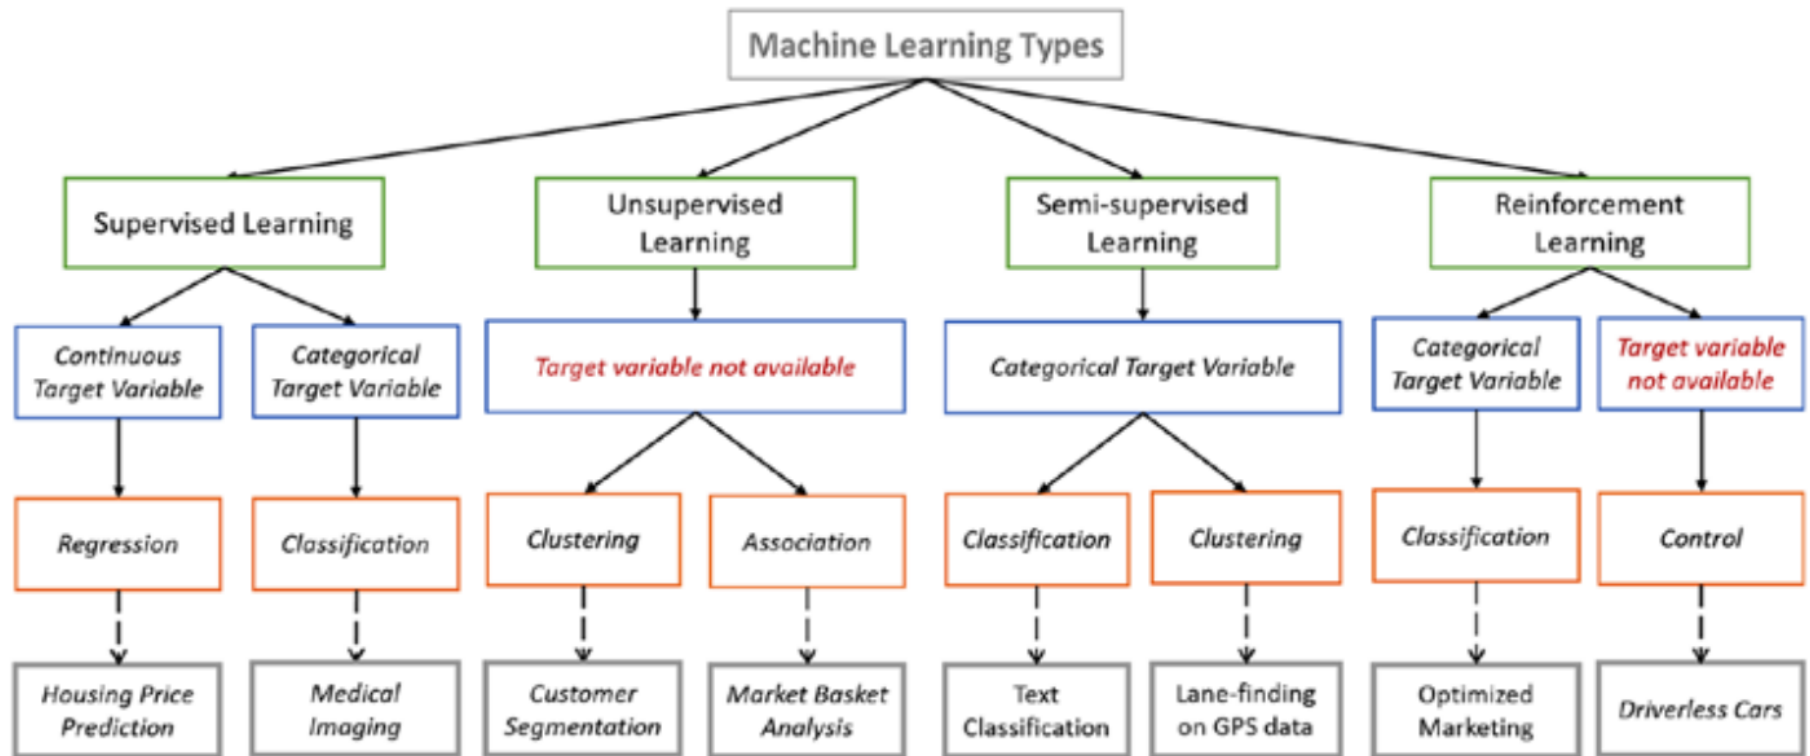 Machine Learning Types
Supervised Learning
Unsupervised
Learning
Semi-supervised
Learning
Reinforcement
Learning
Continuous
Target Variable
Categorical
Target Variable
Target variable not available
Categorical Target Variable
Categorical
Target Variable
Target variable
not available
Regression
Classification
Clustering
Association
Classification
Clustering
Classification
Control
Housing Price
Prediction
Medical
Imaging
Customer
Segmentation
Market Basket
Analysis
Text
Classification
Lane-finding
on GPS data
Optimized
Marketing
Driverless Cars